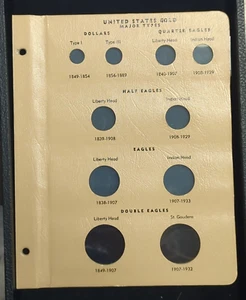 UNITED STATES GOLD
MAJOR TYPES
DOLLARS QUARTER EAGLES
Type I Type III Liberty Head Indian Head
1849-1854 1856-1889 1840-1907 1908-1929
HALF EAGLES
Liberty Head Indian Head
1839-1908 1908-1929
EAGLES
Liberty Head Indian Head
1838-1907 1907-1933
DOUBLE EAGLES
Liberty Head St. Gaudens
1849-1907 1907-1933